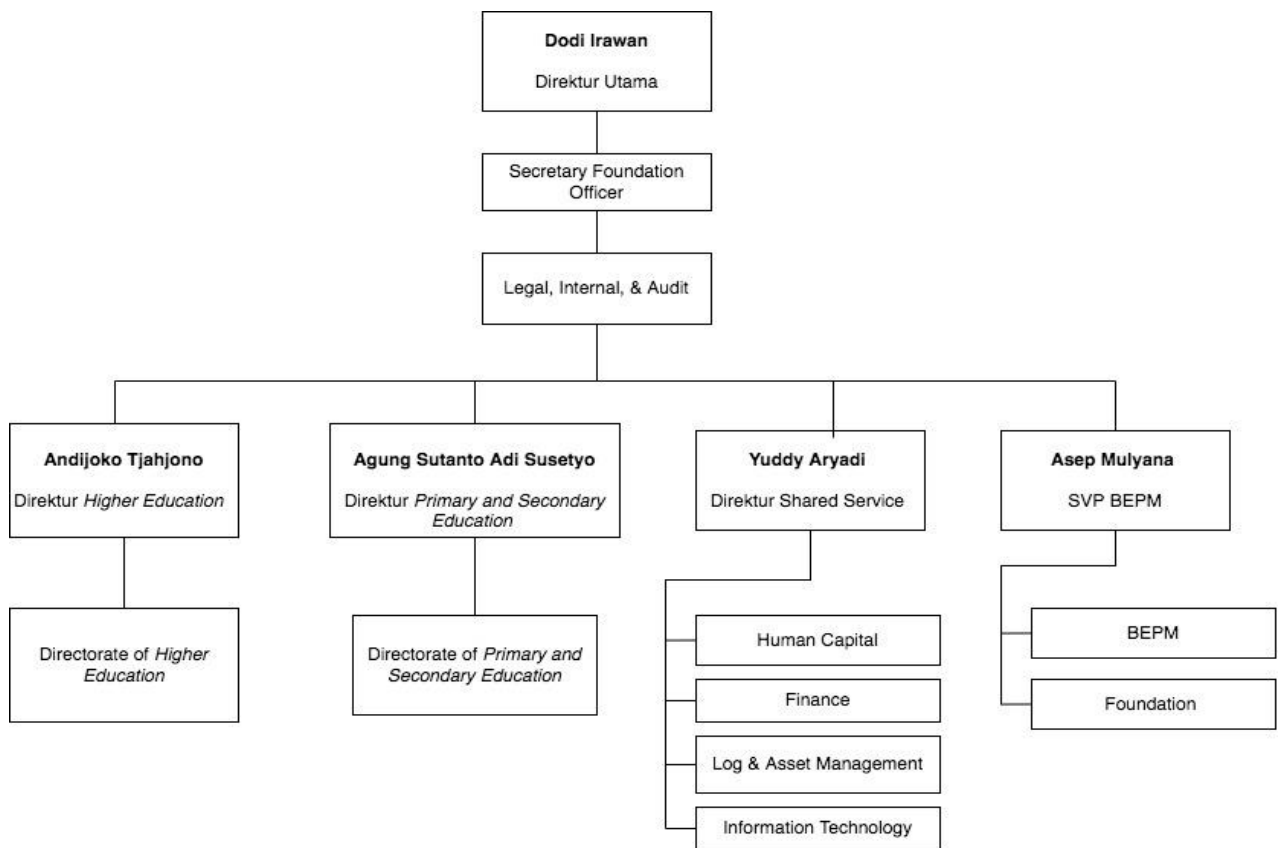 Dodi Irawan
Direktur Utama
Secretary Foundation
Officer
Legal, Internal, & Audit
Andijoko Tjahjono
Direktur Higher Education
Agung Sutanto Adi Susetyo
Direktur Primary and Secondary
Education
Yuddy Aryadi
Direktur Shared Service
Asep Mulyana
SVP BEPM
Directorate of Higher
Education
Directorate of Primary and
Secondary Education
Human Capital
Finance
Log & Asset Management
Information Technology
BEPM
Foundation